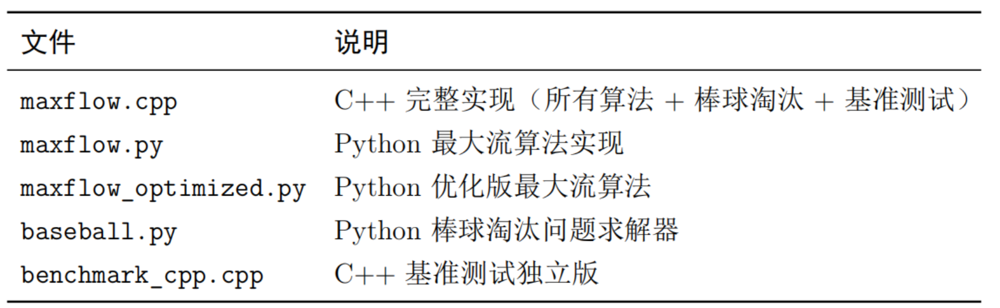 文件 说明
maxflow.cpp C++ 完整实现（所有算法 + 棒球淘汰 + 基准测试）
maxflow.py Python 最大流算法实现
maxflow_optimized.py Python 优化版最大流算法
baseball.py Python 棒球淘汰问题求解器
benchmark_cpp.cpp C++ 基准测试独立版